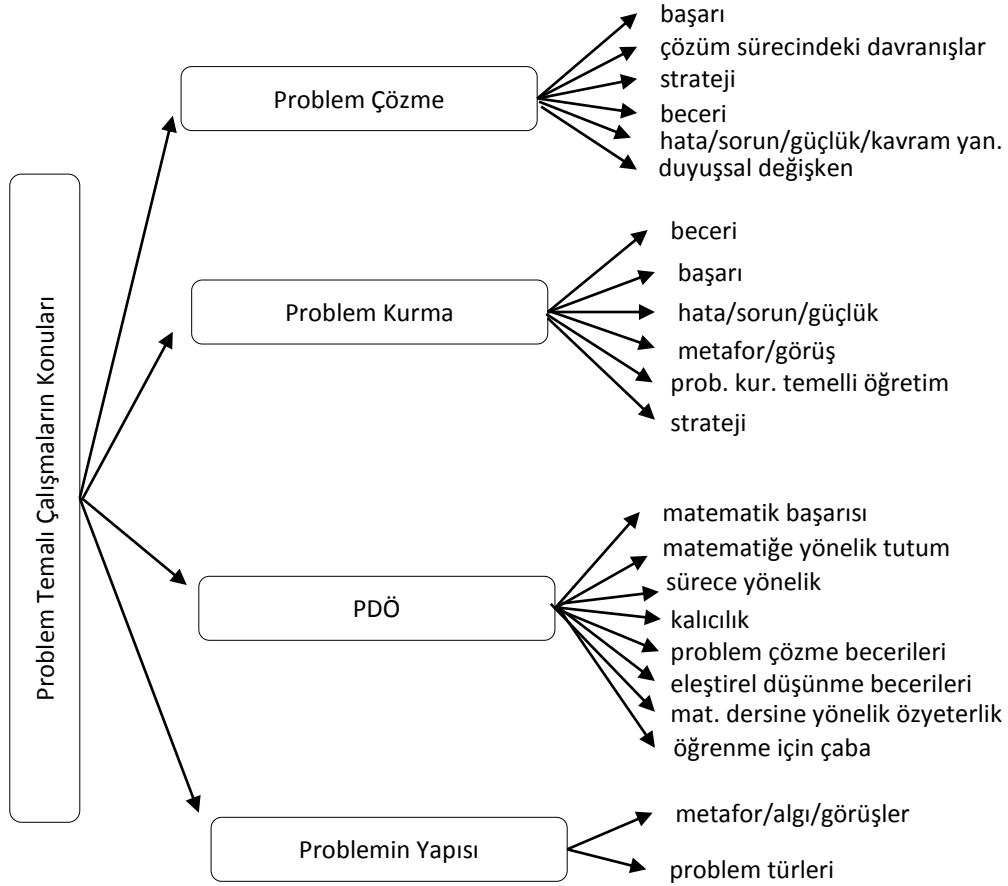 Problem Temalı Çalışmaların Konuları
Problem Çözme
başarı
çözüm sürecindeki davranışlar
strateji
beceri
hata/sorun/güçlük/kavram yan.
duyuşsal değişken
Problem Kurma
beceri
başarı
hata/sorun/güçlük
metafor/görüş
prob. kur. temelli öğretim
strateji
PDÖ
matematik başarısı
matematiğe yönelik tutum
sürece yönelik
kalıcılık
problem çözme becerileri
eleştirel düşünme becerileri
mat. dersine yönelik özyeterlik
öğrenme için çaba
Problemin Yapısı
metafor/algı/görüşler
problem türleri